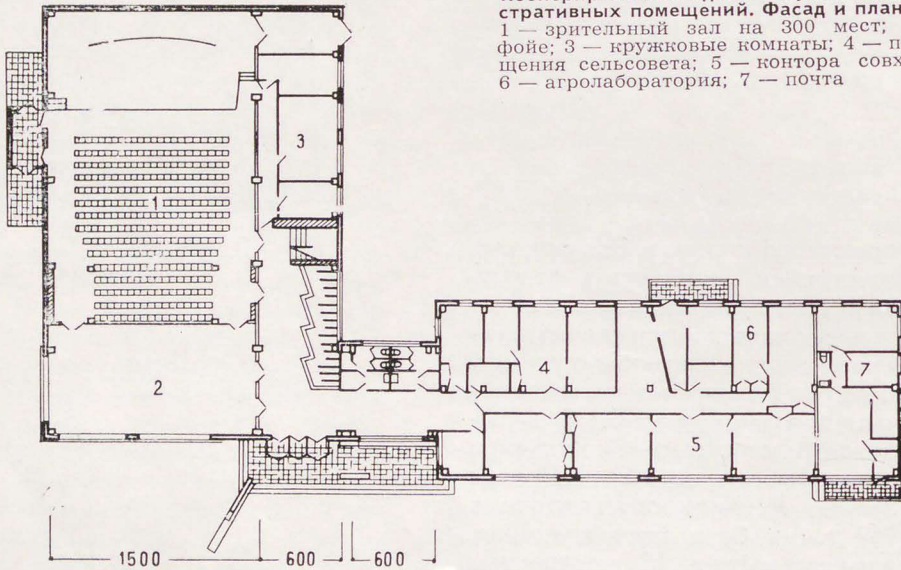 стративных помещений. Фасад и план
1 — зрительный зал на 300 мест;
фойе; 3 — кружковые комнаты; 4 — п
щения сельсовета; 5 — контора совх
6 — агролаборатория; 7 — почта
3
1
2
4
6
7
5
1500
600
600